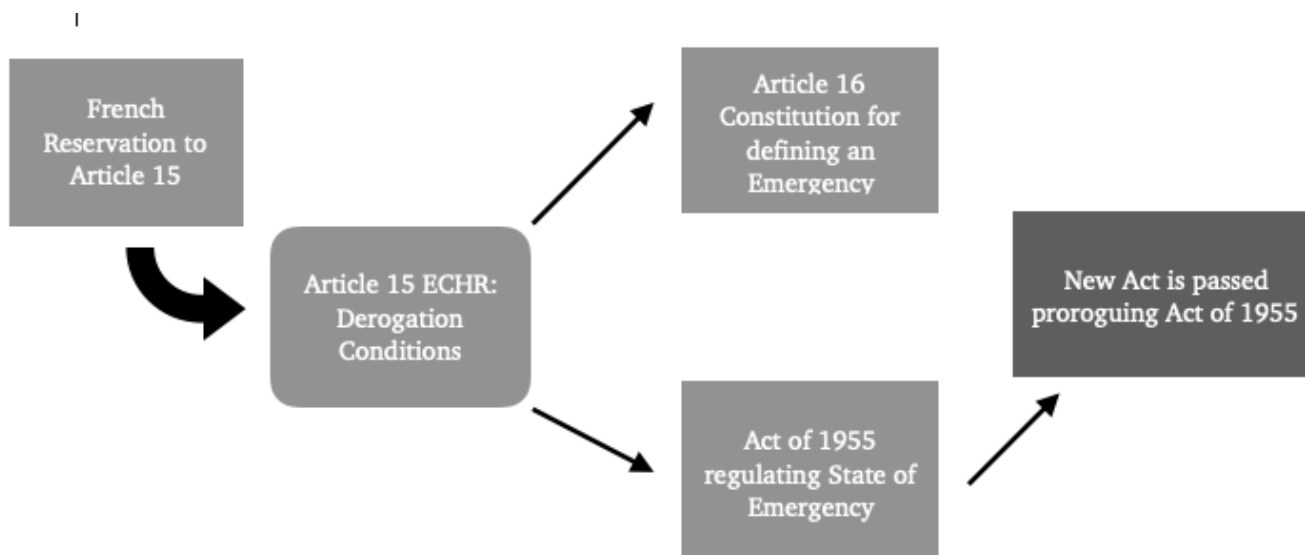 French
Reservation to
Article 15
Article 15 ECHR:
Derogation
Conditions
Article 16
Constitution for
defining an
Emergency
Act of 1955
regulating State of
Emergency
New Act is passed
proroguing Act of 1955